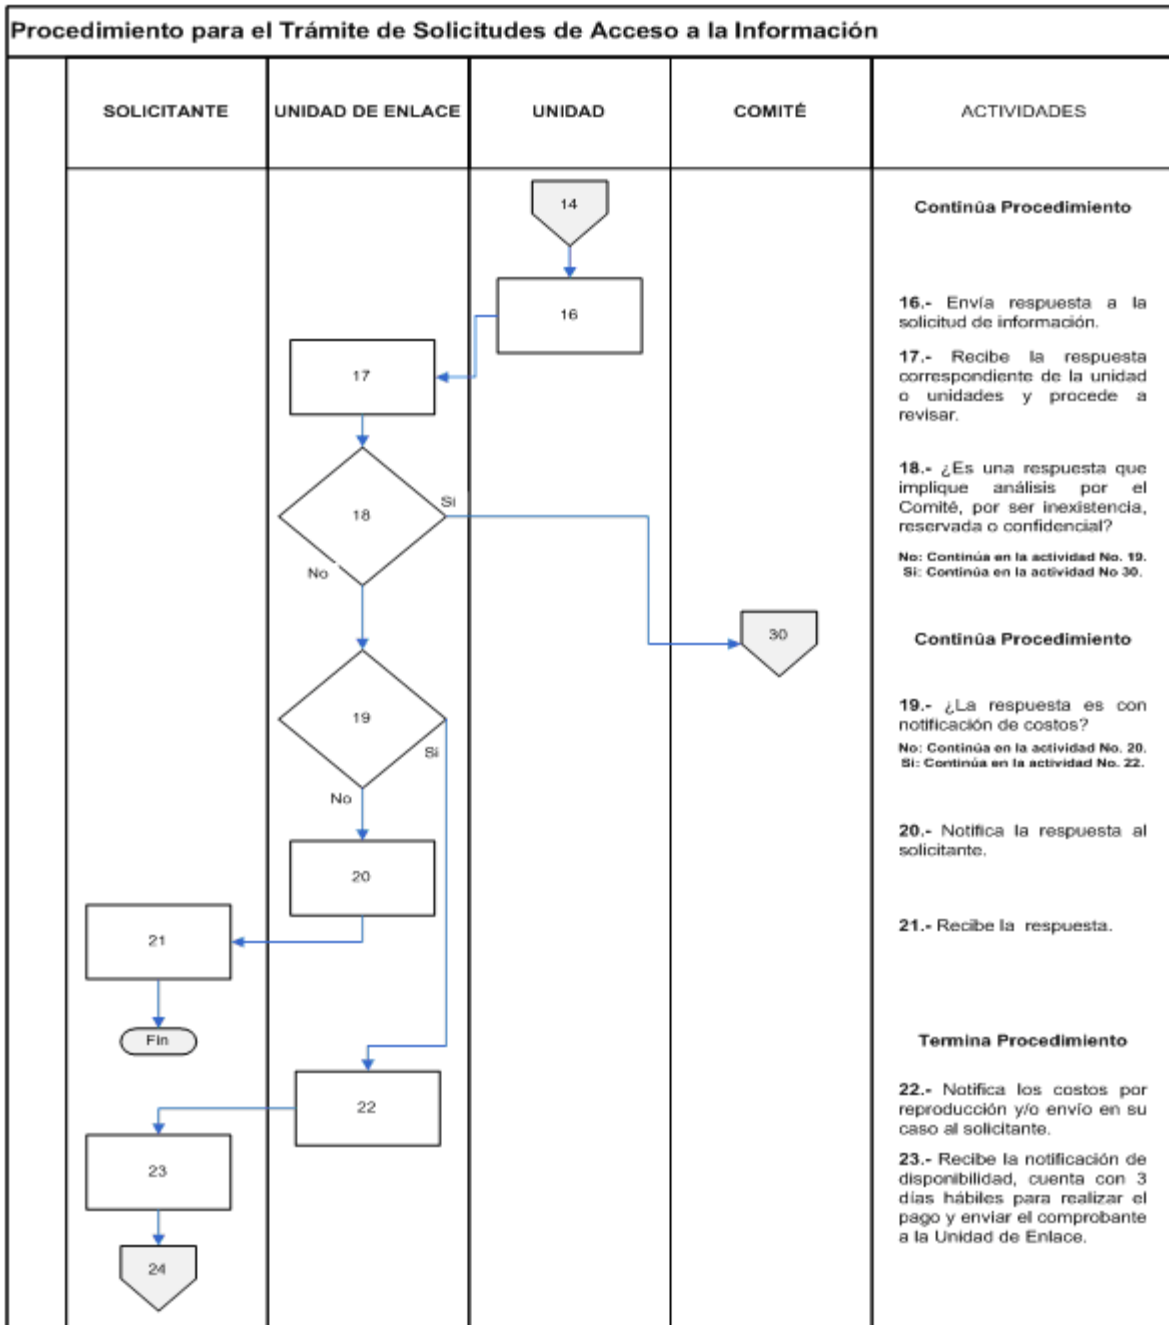 Procedimiento para el Trámite de Solicitudes de Acceso a la Información
SOLICITANTE
UNIDAD DE ENLACE
UNIDAD
COMITÉ
ACTIVIDADES
14
Continúa Procedimiento
16
16.- Envía respuesta a la
solicitud de información.
17
17.- Recibe la respuesta
correspondiente de la unidad
o unidades y procede a
revisar.
18
Si
No
18.- ¿Es una respuesta que
implique análisis por el
Comité, por ser inexistencia,
reservada o confidencial?
No: Continúa en la actividad No. 19.
Si: Continúa en la actividad No 30.
30
Continúa Procedimiento
19
Si
No
19.- ¿La respuesta es con
notificación de costos?
No: Continúa en la actividad No. 20.
Si: Continúa en la actividad No. 22.
20
20.- Notifica la respuesta al
solicitante.
21
21.- Recibe la respuesta.
Fin
Termina Procedimiento
22
22.- Notifica los costos por
reproducción y/o envío en su
caso al solicitante.
23
23.- Recibe la notificación de
disponibilidad, cuenta con 3
días hábiles para realizar el
pago y enviar el comprobante
a la Unidad de Enlace.
24